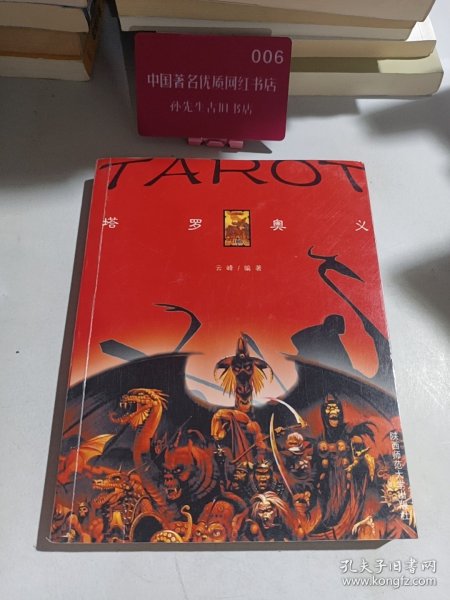 006
中国著名优质网红书店
孙先生古旧书店
TAROT
塔罗奥义
云峰/编著
陕西师范大学出版社
孔夫子旧书网
www.kongfz.com